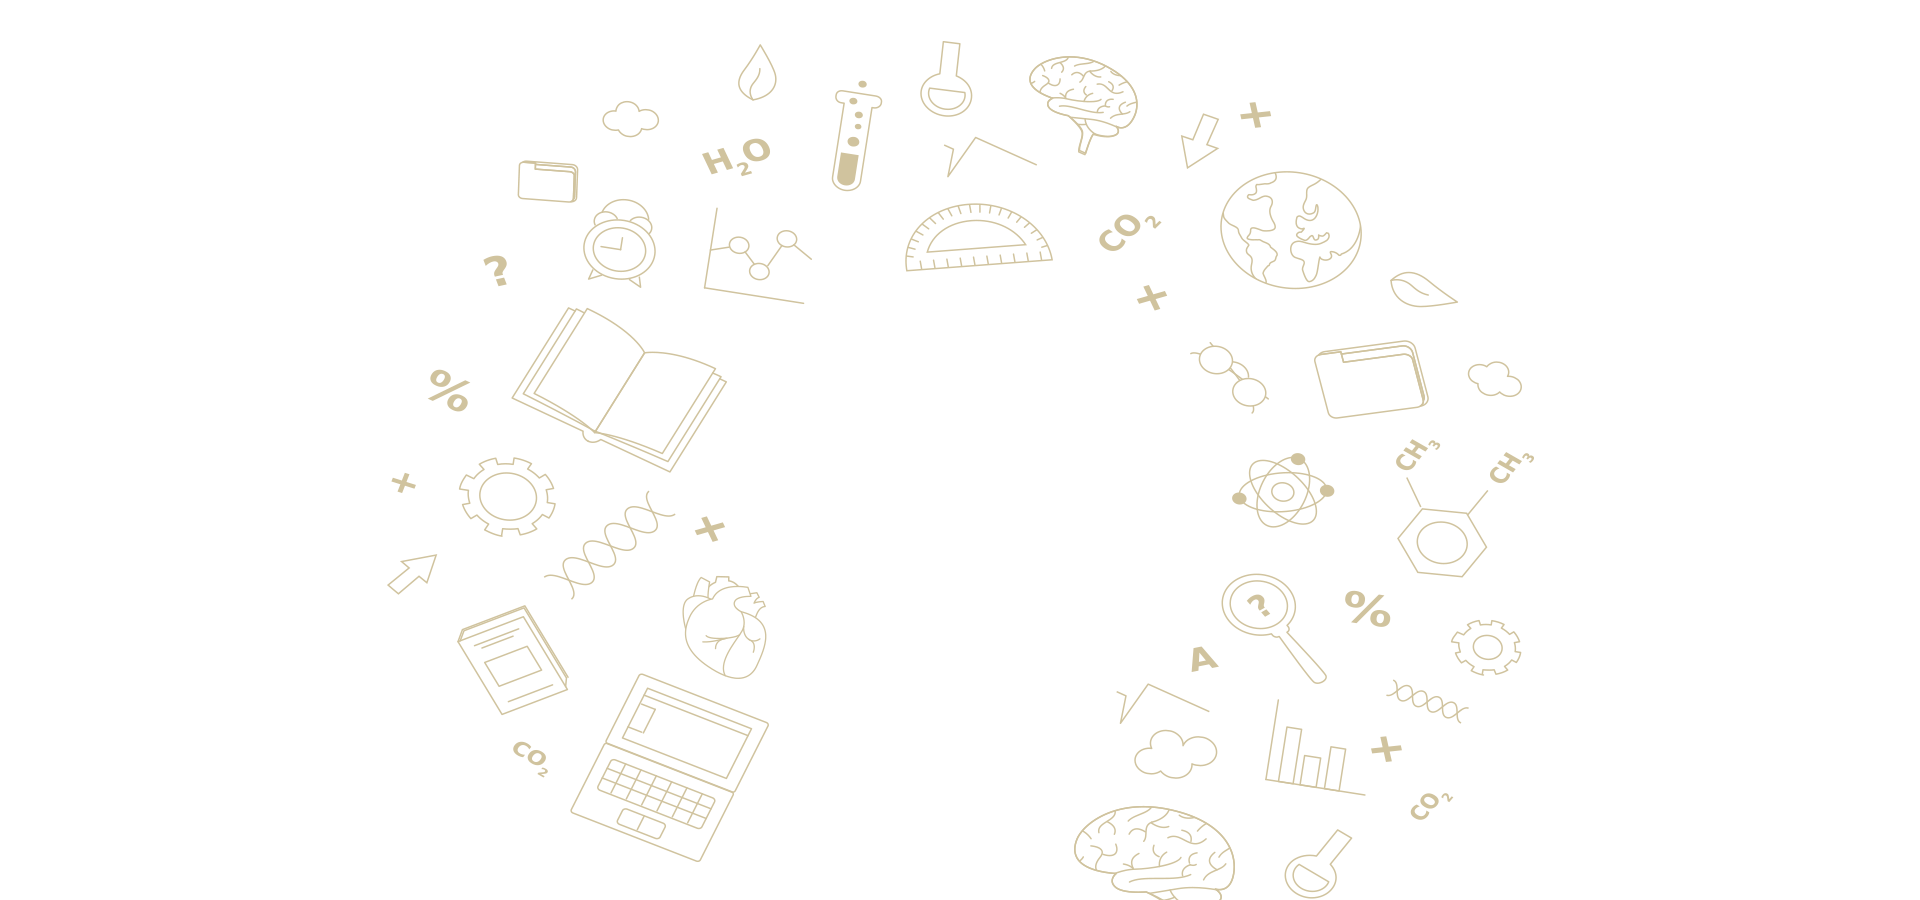 +
H₂O
CO₂
?
+
%
CH₃
CH₃
+
+
?
%
A
+
CO₂
CO₂